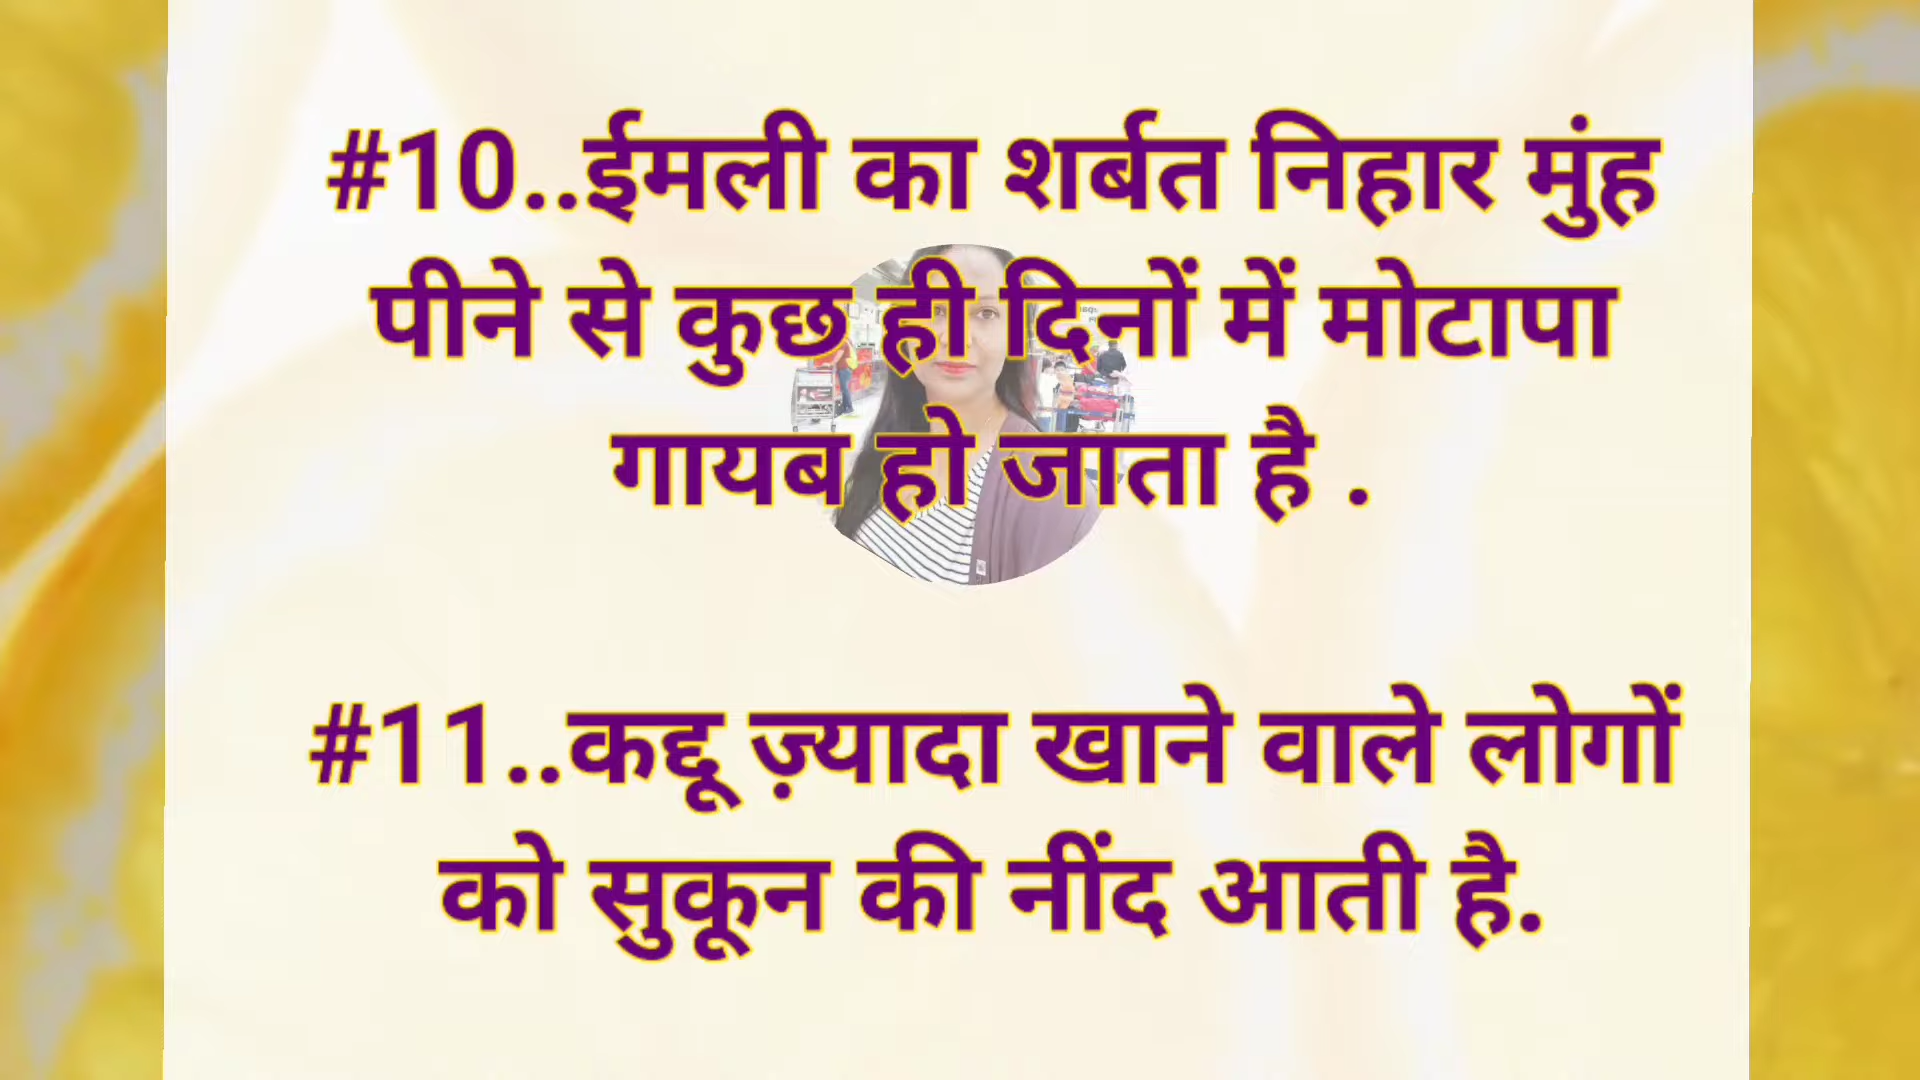 #10..ईमली का शर्बत निहार मुंह
पीने से कुछ ही दिनों में मोटापा
गायब हो जाता है .
#11..कद्दू ज़्यादा खाने वाले लोगों
को सुकून की नींद आती है.